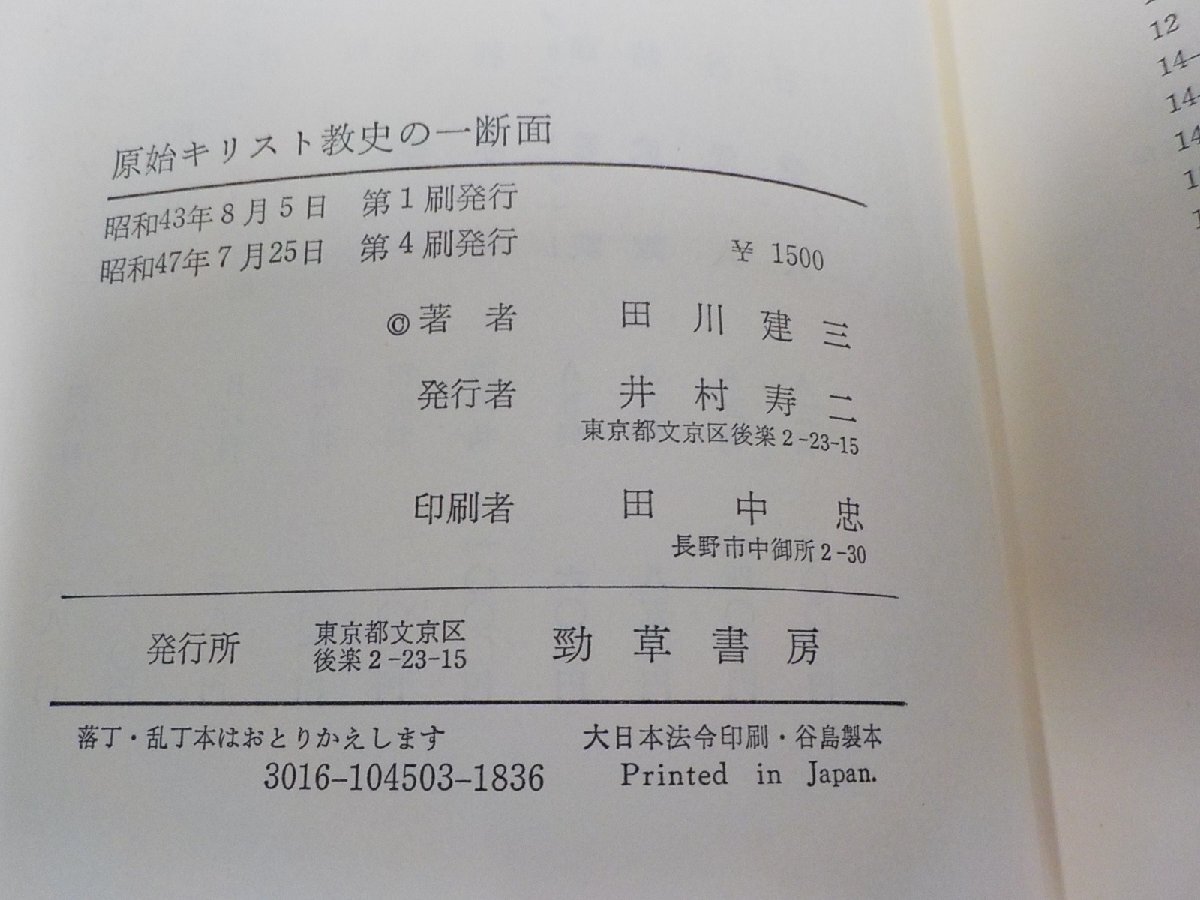 原始キリスト教史の一断面
昭和43年8月5日 第1刷発行
昭和47年7月25日 第4刷発行
¥ 1500
©著者 田川建三
発行者 井村寿二
東京都文京区後楽2-23-15
印刷者 田中忠
長野市中御所2-30
発行所 東京都文京区後楽2-23-15 勁草書房
落丁・乱丁本はおとりかえします 大日本法令印刷・谷島製本
3016-104503-1836 Printed in Japan.
12
14-
14-